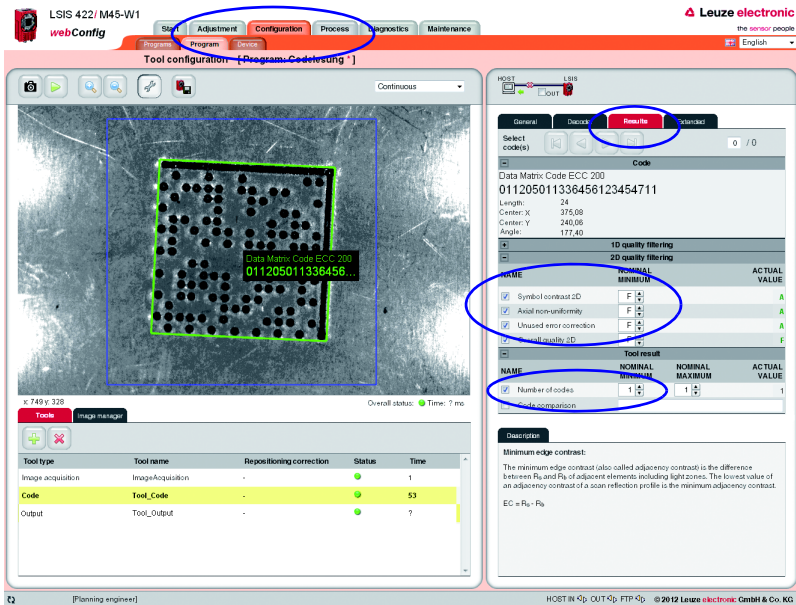 LSIS 422/ M45-W1
webConfig
Leuze electronic
the sensor people
Start Adjustment Configuration Process Diagnostics Maintenance
Programs Program Device
English
Tool configuration - [ Program: Codelesung * ]
Continuous
HOST LSIS
OUT
General Decoder Results Extended
Select code(s)
0 / 0
Code
Data Matrix Code ECC 200
011205011336456123454711
Length: 24
Center: X 375,08
Center: Y 240,06
Angle: 177,40
1D quality filtering
2D quality filtering
NAME NOMINAL MINIMUM ACTUAL VALUE
Symbol contrast 2D F A
Axial non-uniformity F A
Unused error correction F A
Overall quality 2D F F
Tool result
NAME NOMINAL MINIMUM NOMINAL MAXIMUM ACTUAL VALUE
Number of codes 1 1 1
Code comparison
Data Matrix Code ECC 200
011205011336456...
x: 749 y: 328
Overall status: Time: ? ms
Tools Image manager
Tool type Tool name Repositioning correction Status Time
Image acquisition ImageAcquisition - 1
Code Tool_Code - 53
Output Tool_Output - ?
Description
Minimum edge contrast:
The minimum edge contrast (also called adjacency contrast) is the difference
between Rs and Rb of adjacent elements including light zones. The lowest value of
an adjacency contrast of a scan reflection profile is the minimum adjacency contrast.
EC = Rs - Rb
[Planning engineer]
HOST IN OUT FTP © 2012 Leuze electronic GmbH & Co. KG